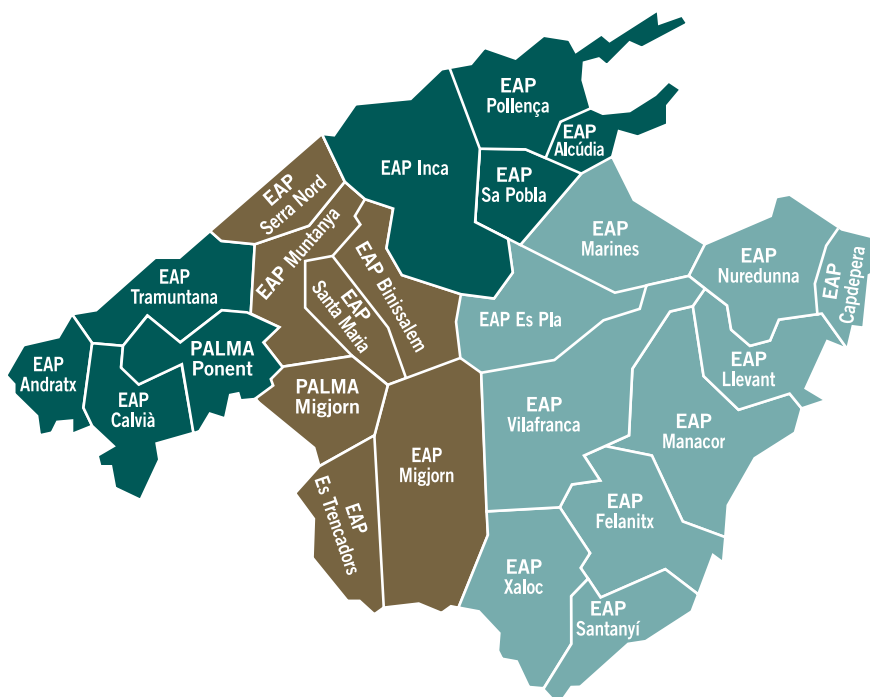 EAP
Pollença
EAP
Alcúdia
EAP Inca
EAP
Sa Pobla
EAP
Serra Nord
EAP
Marines
EAP Muntanya
EAP
Nuredunna
EAP
Capdepera
EAP
Tramuntana
EAP Binissalem
EAP
Santa Maria
EAP Es Pla
PALMA
Ponent
EAP
Andratx
EAP
Llevant
EAP
Calvià
PALMA
Migjorn
EAP
Vilafranca
EAP
Manacor
EAP
Migjorn
EAP
Es Trencadors
EAP
Felanitx
EAP
Xaloc
EAP
Santanyí